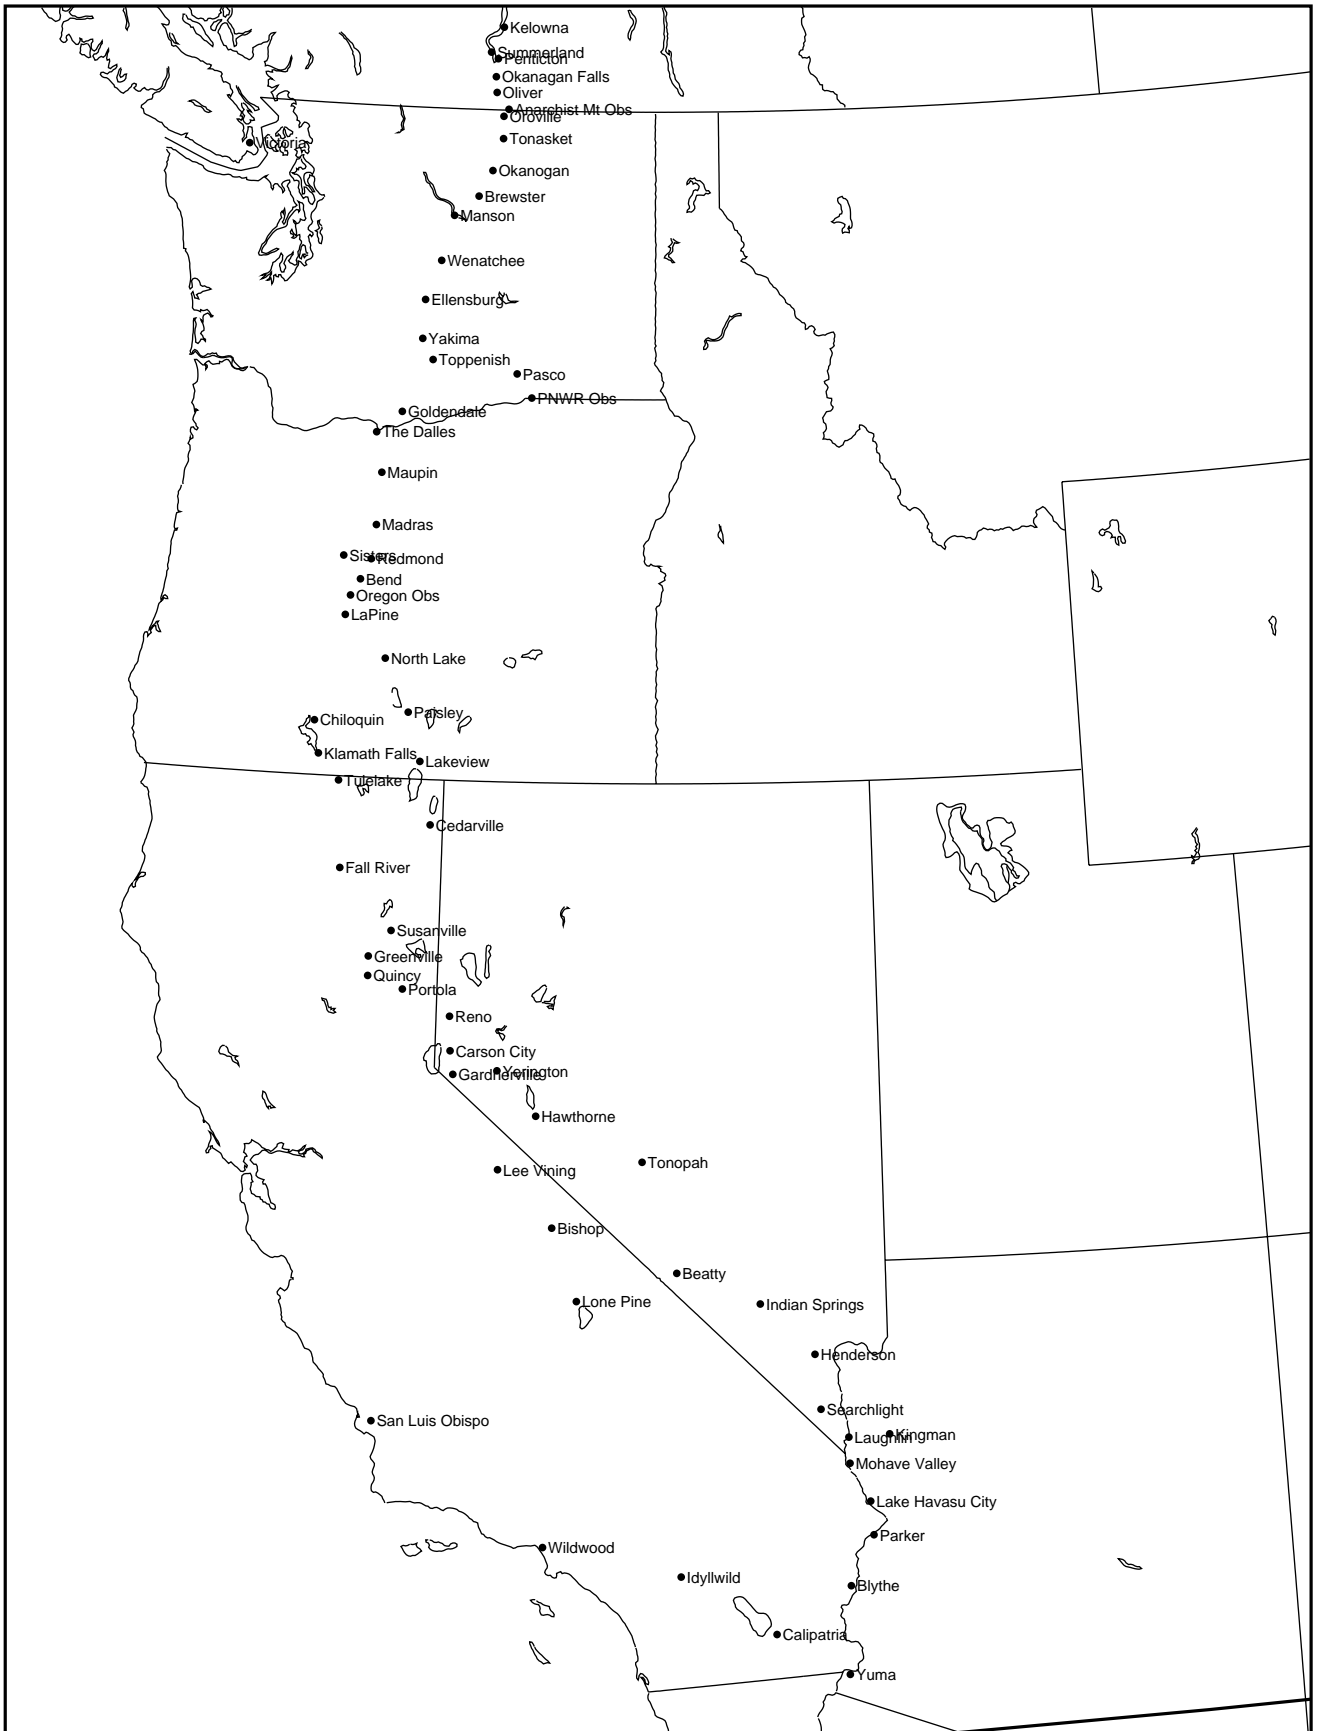 Kelowna
Summerland
Penticton
Okanagan Falls
Oliver
Anarchist Mt Obs
Oroville
Tonasket
Victoria
Okanogan
Brewster
Manson
Wenatchee
Ellensburg
Yakima
Toppenish
Pasco
PNWR Obs
Goldendale
The Dalles
Maupin
Madras
Sisters
Redmond
Bend
Oregon Obs
LaPine
North Lake
Paisley
Chiloquin
Klamath Falls
Lakeview
Tulelake
Cedarville
Fall River
Susanville
Greenville
Quincy
Portola
Reno
Carson City
Yerington
Gardnerville
Hawthorne
Tonopah
Lee Vining
Bishop
Beatty
Lone Pine
Indian Springs
Henderson
Searchlight
San Luis Obispo
Kingman
Laughlin
Mohave Valley
Lake Havasu City
Parker
Wildwood
Idyllwild
Blythe
Calipatria
Yuma